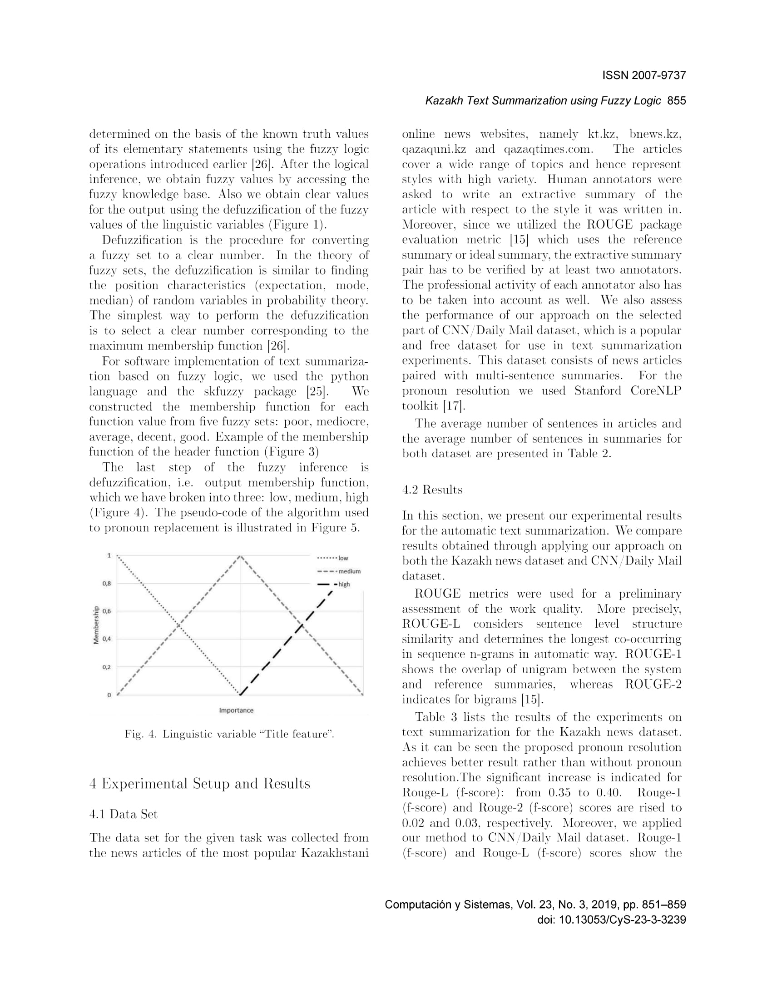 ISSN 2007-9737
Kazakh Text Summarization using Fuzzy Logic 855
determined on the basis of the known truth values
of its elementary statements using the fuzzy logic
operations introduced earlier [26]. After the logical
inference, we obtain fuzzy values by accessing the
fuzzy knowledge base. Also we obtain clear values
for the output using the defuzzification of the fuzzy
values of the linguistic variables (Figure 1).
Defuzzification is the procedure for converting
a fuzzy set to a clear number. In the theory of
fuzzy sets, the defuzzification is similar to finding
the position characteristics (expectation, mode,
median) of random variables in probability theory.
The simplest way to perform the defuzzification
is to select a clear number corresponding to the
maximum membership function [26].
For software implementation of text summariza-
tion based on fuzzy logic, we used the python
language and the skfuzzy package [25]. We
constructed the membership function for each
function value from five fuzzy sets: poor, mediocre,
average, decent, good. Example of the membership
function of the header function (Figure 3)
The last step of the fuzzy inference is
defuzzification, i.e. output membership function,
which we have broken into three: low, medium, high
(Figure 4). The pseudo-code of the algorithm used
to pronoun replacement is illustrated in Figure 5.
1
0,8
0,6
0,4
0,2
0
Membership
Importance
low
medium
high
Fig. 4. Linguistic variable “Title feature”.
4 Experimental Setup and Results
4.1 Data Set
The data set for the given task was collected from
the news articles of the most popular Kazakhstani
online news websites, namely kt.kz, bnews.kz,
qazaquni.kz and qazaqtimes.com. The articles
cover a wide range of topics and hence represent
styles with high variety. Human annotators were
asked to write an extractive summary of the
article with respect to the style it was written in.
Moreover, since we utilized the ROUGE package
evaluation metric [15] which uses the reference
summary or ideal summary, the extractive summary
pair has to be verified by at least two annotators.
The professional activity of each annotator also has
to be taken into account as well. We also assess
the performance of our approach on the selected
part of CNN/Daily Mail dataset, which is a popular
and free dataset for use in text summarization
experiments. This dataset consists of news articles
paired with multi-sentence summaries. For the
pronoun resolution we used Stanford CoreNLP
toolkit [17].
The average number of sentences in articles and
the average number of sentences in summaries for
both dataset are presented in Table 2.
4.2 Results
In this section, we present our experimental results
for the automatic text summarization. We compare
results obtained through applying our approach on
both the Kazakh news dataset and CNN/Daily Mail
dataset.
ROUGE metrics were used for a preliminary
assessment of the work quality. More precisely,
ROUGE-L considers sentence level structure
similarity and determines the longest co-occurring
in sequence n-grams in automatic way. ROUGE-1
shows the overlap of unigram between the system
and reference summaries, whereas ROUGE-2
indicates for bigrams [15].
Table 3 lists the results of the experiments on
text summarization for the Kazakh news dataset.
As it can be seen the proposed pronoun resolution
achieves better result rather than without pronoun
resolution.The significant increase is indicated for
Rouge-L (f-score): from 0.35 to 0.40. Rouge-1
(f-score) and Rouge-2 (f-score) scores are rised to
0.02 and 0.03, respectively. Moreover, we applied
our method to CNN/Daily Mail dataset. Rouge-1
(f-score) and Rouge-L (f-score) scores show the
Computación y Sistemas, Vol. 23, No. 3, 2019, pp. 851–859
doi: 10.13053/CyS-23-3-3239